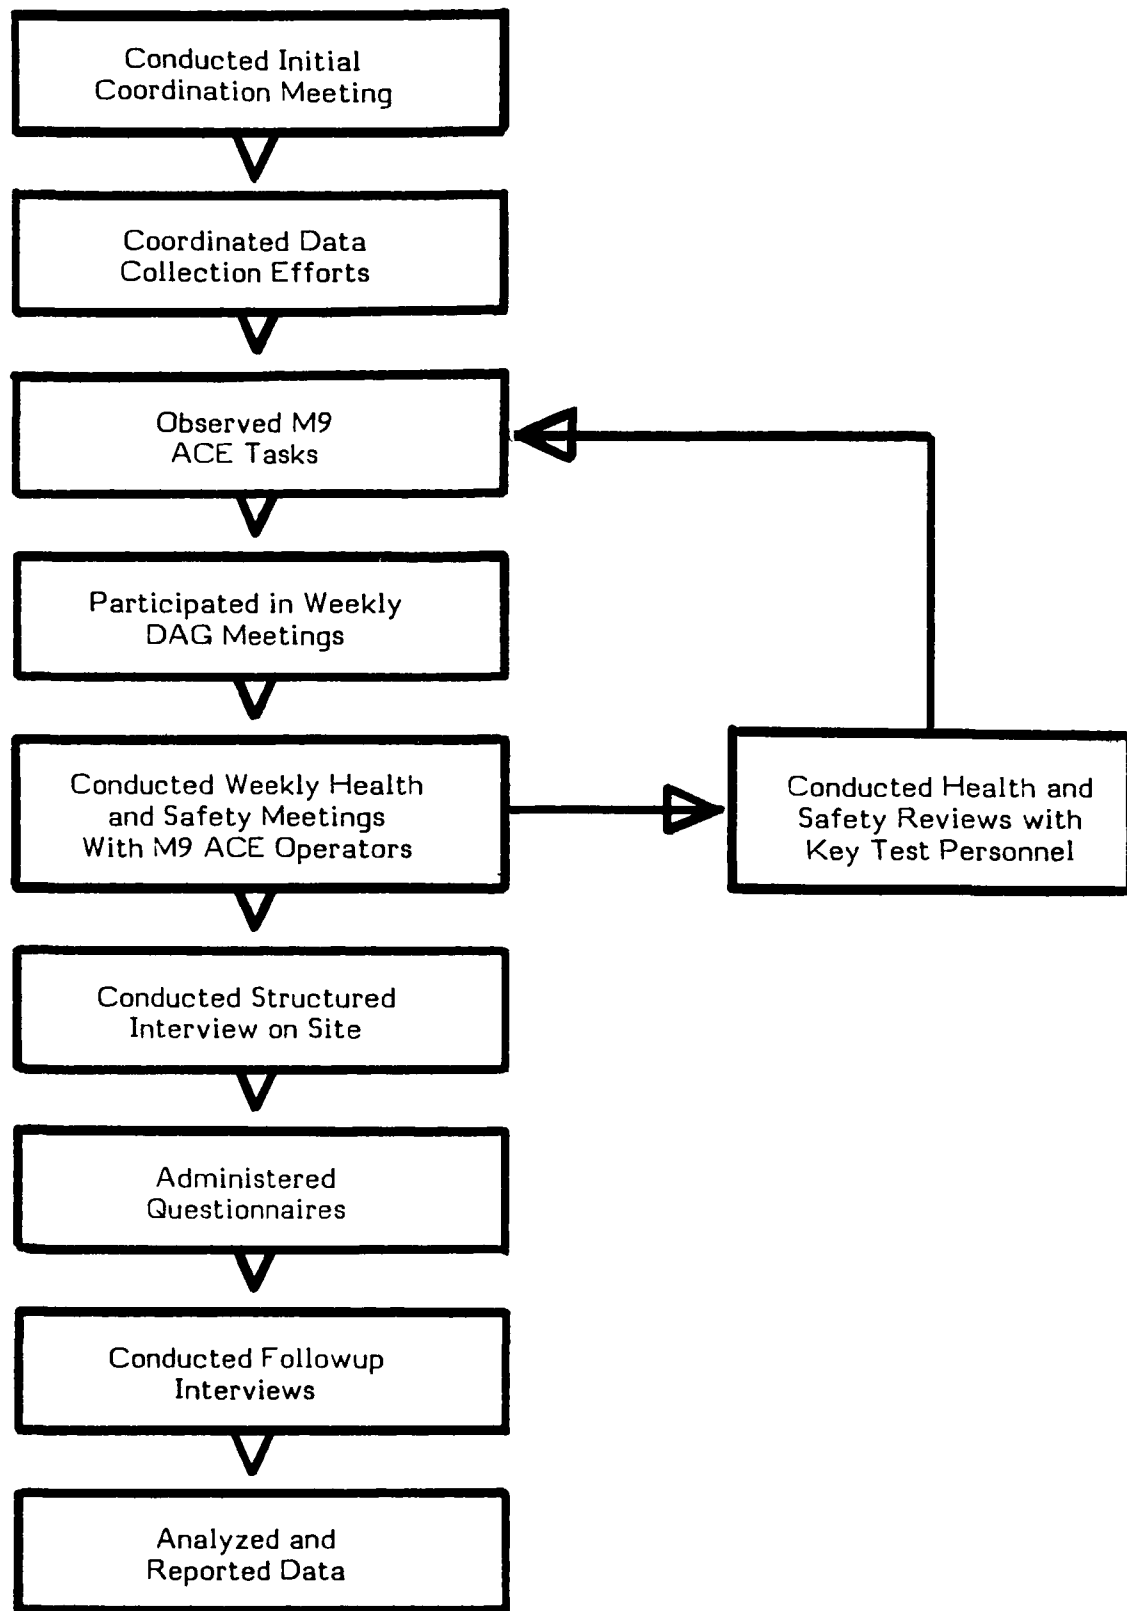 Conducted Initial
Coordination Meeting
Coordinated Data
Collection Efforts
Observed M9
ACE Tasks
Participated in Weekly
DAG Meetings
Conducted Weekly Health
and Safety Meetings
With M9 ACE Operators
Conducted Health and
Safety Reviews with
Key Test Personnel
Conducted Structured
Interview on Site
Administered
Questionnaires
Conducted Followup
Interviews
Analyzed and
Reported Data